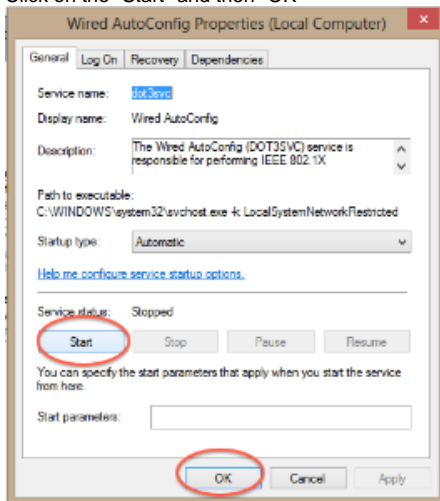 Click on the "Start" and then "OK"
Wired AutoConfig Properties (Local Computer)
General Log On Recovery Dependencies
Service name: dot3svc
Display name: Wired AutoConfig
Description: The Wired AutoConfig (DOT3SVC) service is
responsible for performing IEEE 802.1X
Path to executable:
C:\WINDOWS\system32\svchost.exe -k LocalSystemNetworkRestricted
Startup type: Automatic
Help me configure service startup options.
Service status: Stopped
Start Stop Pause Resume
You can specify the start parameters that apply when you start the service
from here.
Start parameters:
OK Cancel Apply